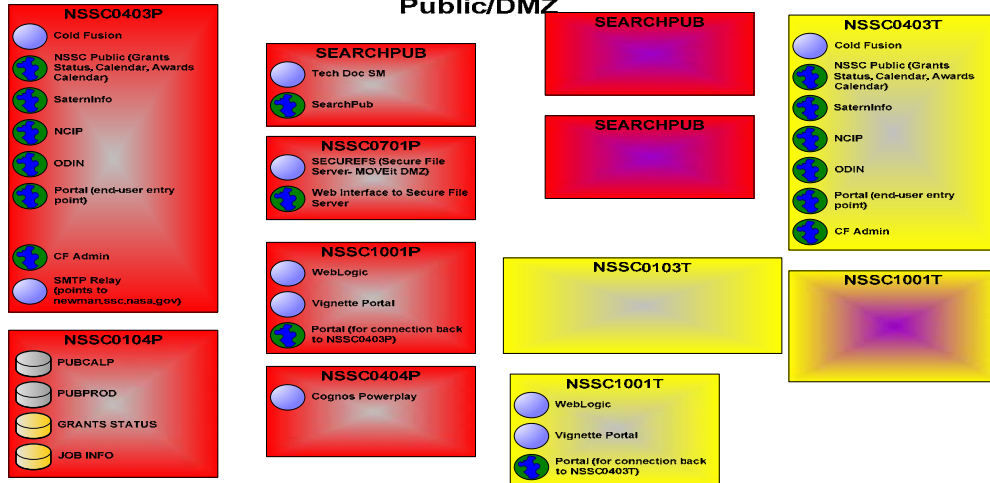 Public/DMZ
NSSC0403P
Cold Fusion
NSSC Public (Grants
Status, Calendar, Awards
Calendar)
SaternInfo
NCIP
ODIN
Portal (end-user entry
point)
CF Admin
SMTP Relay
(points to
newman.ssc.nasa.gov)
NSSC0104P
PUBCALP
PUBPROD
GRANTS STATUS
JOB INFO
SEARCHPUB
Tech Doc SM
SearchPub
NSSC0701P
SECUREFS (Secure File
Server- MOVEit DMZ)
Web Interface to Secure File
Server
NSSC1001P
WebLogic
Vignette Portal
Portal (for connection back
to NSSC0403P)
NSSC0404P
Cognos Powerplay
SEARCHPUB
SEARCHPUB
NSSC0103T
NSSC1001T
WebLogic
Vignette Portal
Portal (for connection back
to NSSC0403T)
NSSC0403T
Cold Fusion
NSSC Public (Grants
Status, Calendar, Awards
Calendar)
SaternInfo
NCIP
ODIN
Portal (end-user entry
point)
CF Admin
NSSC1001T